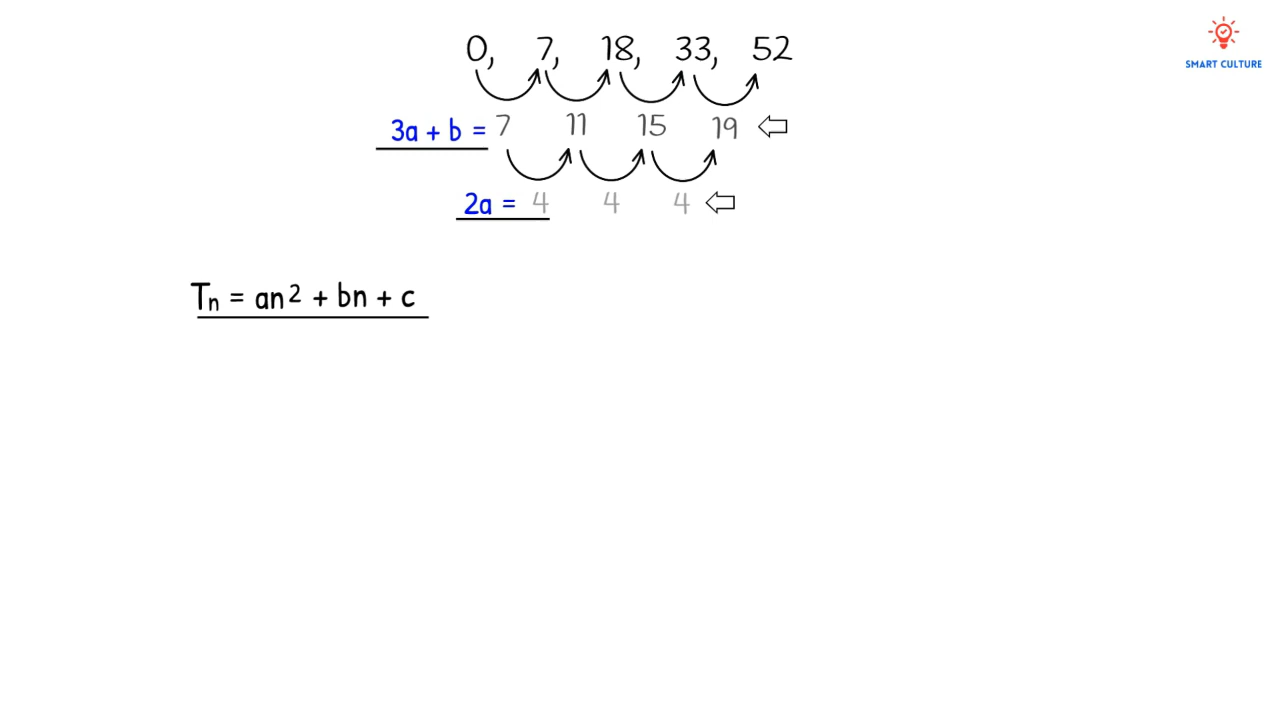 0, 7, 18, 33, 52
SMART CULTURE
3a + b = 7 11 15 19
2a = 4 4 4
Tn = an² + bn + c